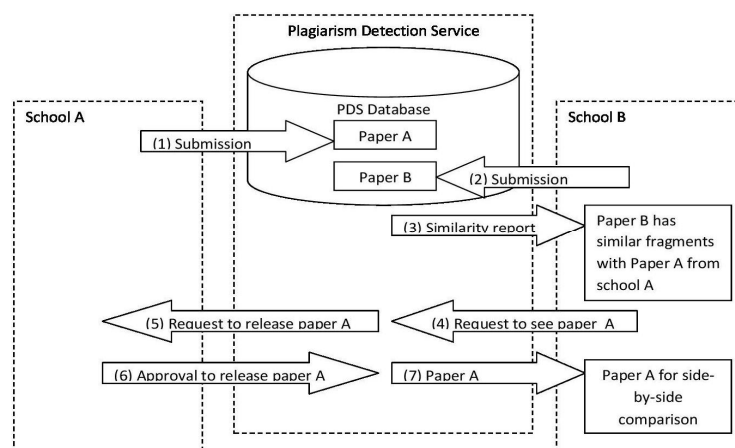 Plagiarism Detection Service
School A
PDS Database
School B
Paper A
(1) Submission
Paper B
(2) Submission
(3) Similarity report
Paper B has
similar fragments
with Paper A from
school A
(5) Request to release paper A
(4) Request to see paper A
(6) Approval to release paper A
(7) Paper A
Paper A for side-
by-side
comparison